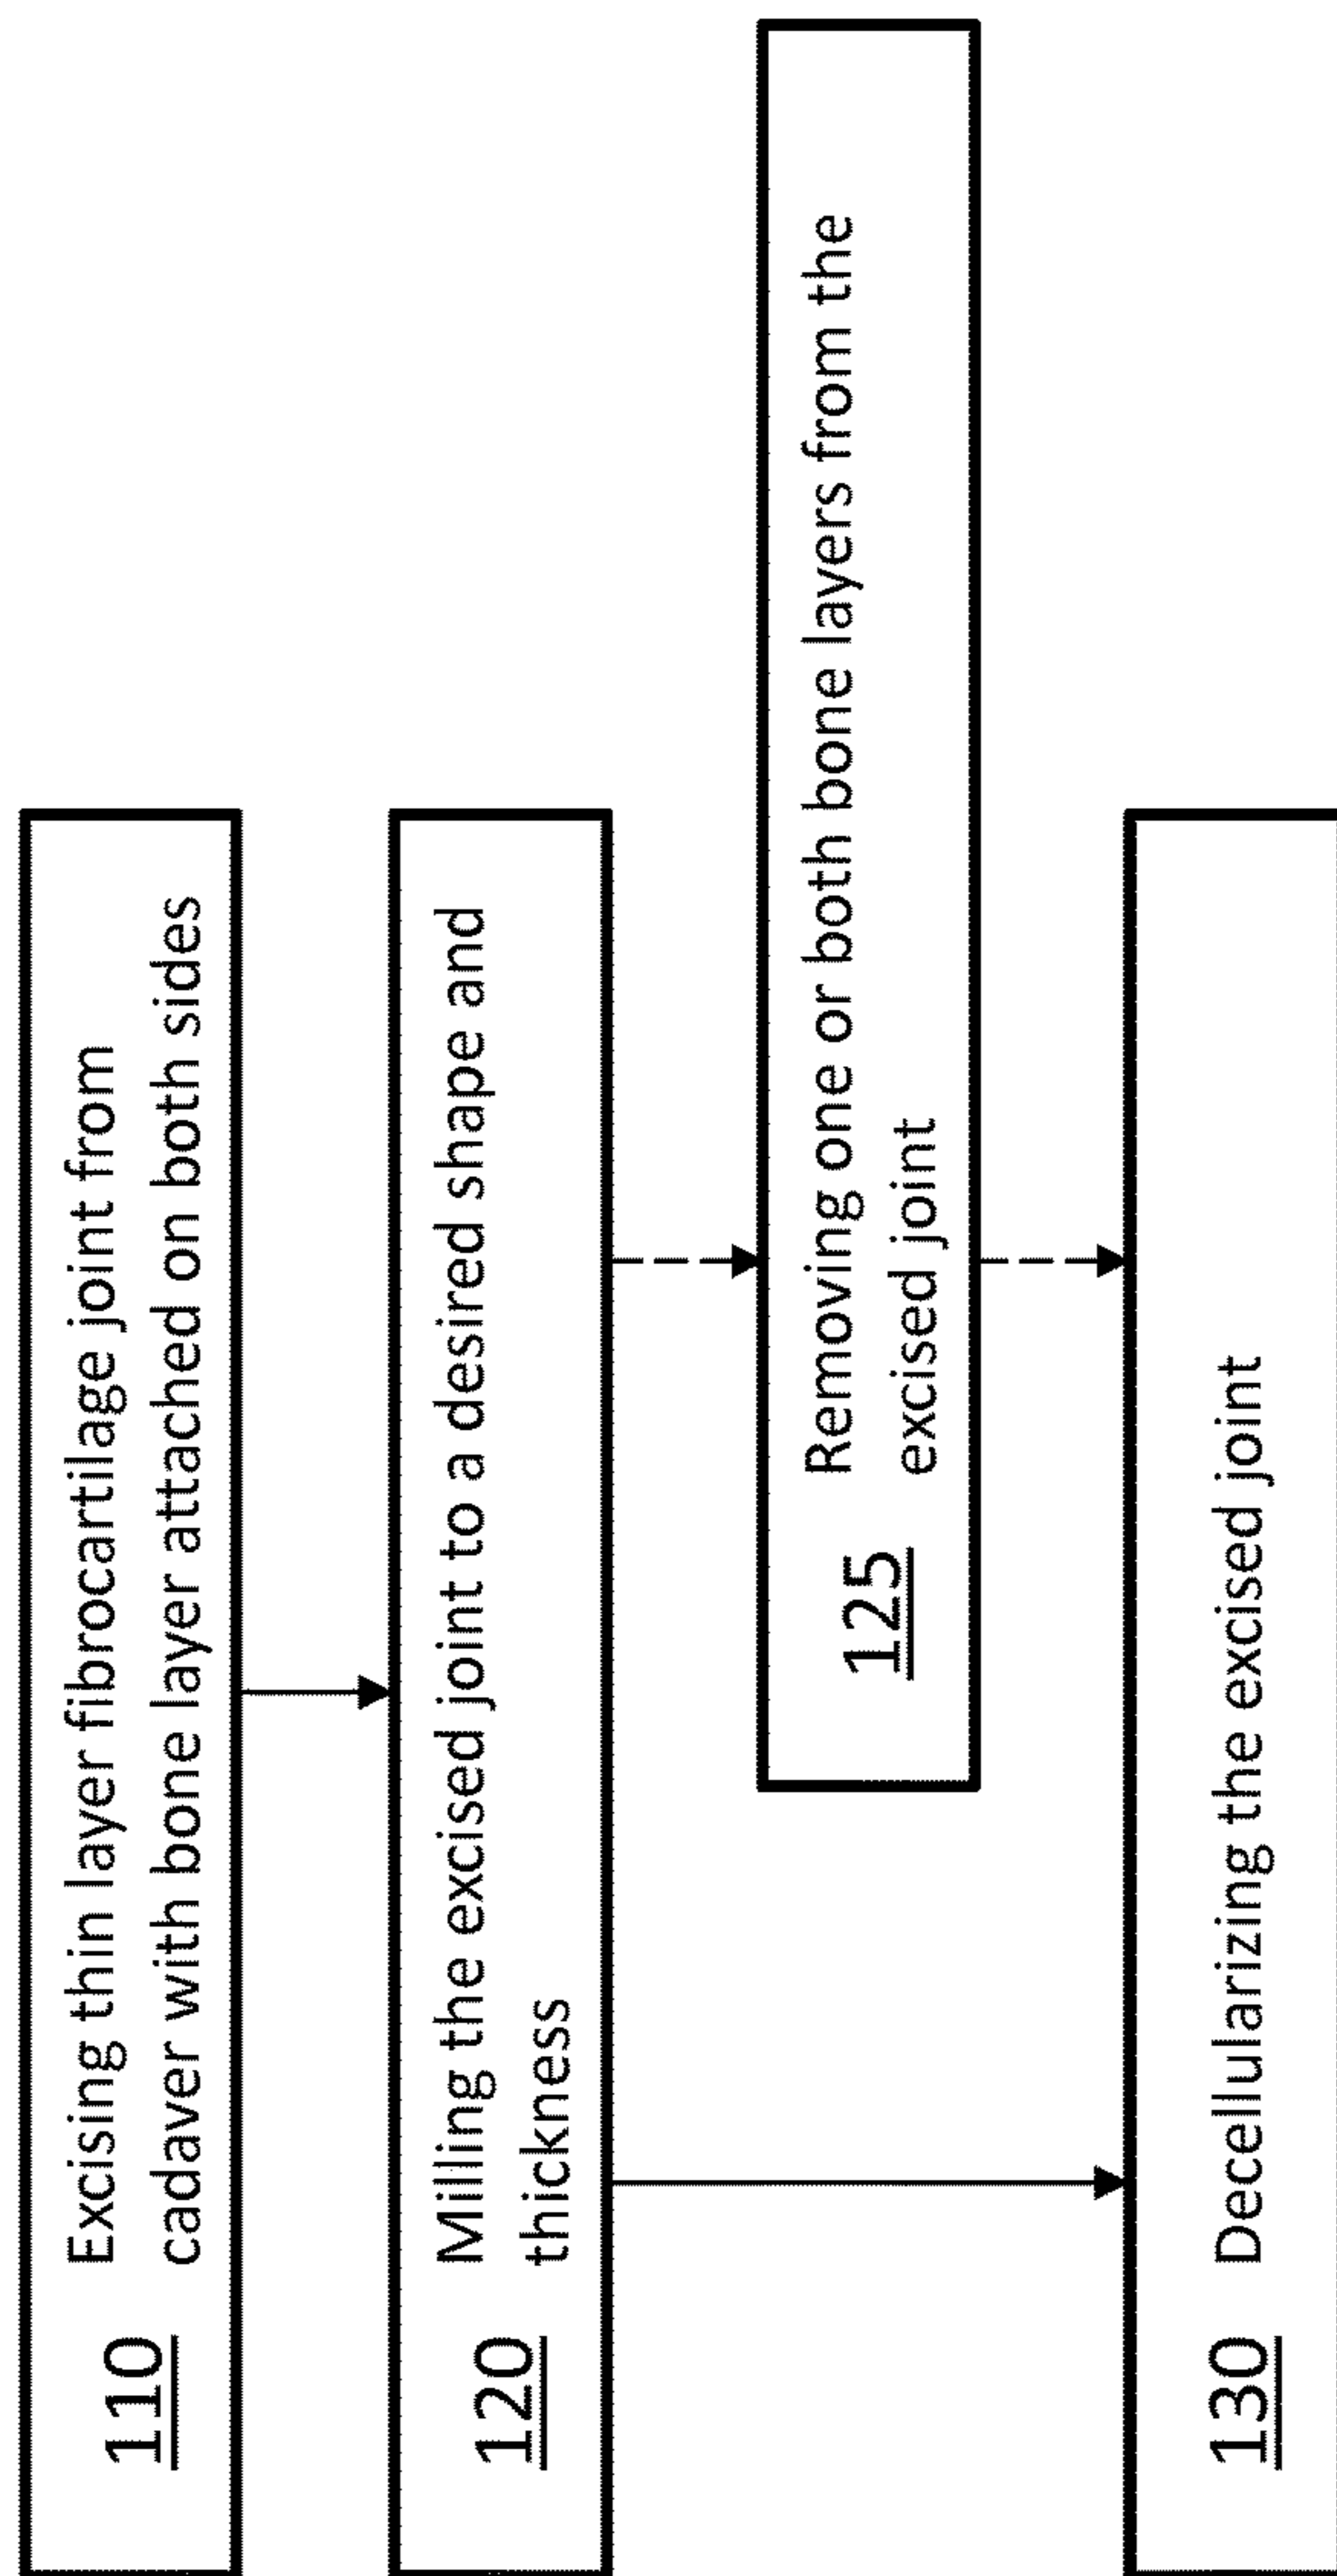 110 Excising thin layer fibrocartilage joint from
cadaver with bone layer attached on both sides
120 Milling the excised joint to a desired shape and
thickness
125 Removing one or both bone layers from the
excised joint
130 Decellularizing the excised joint